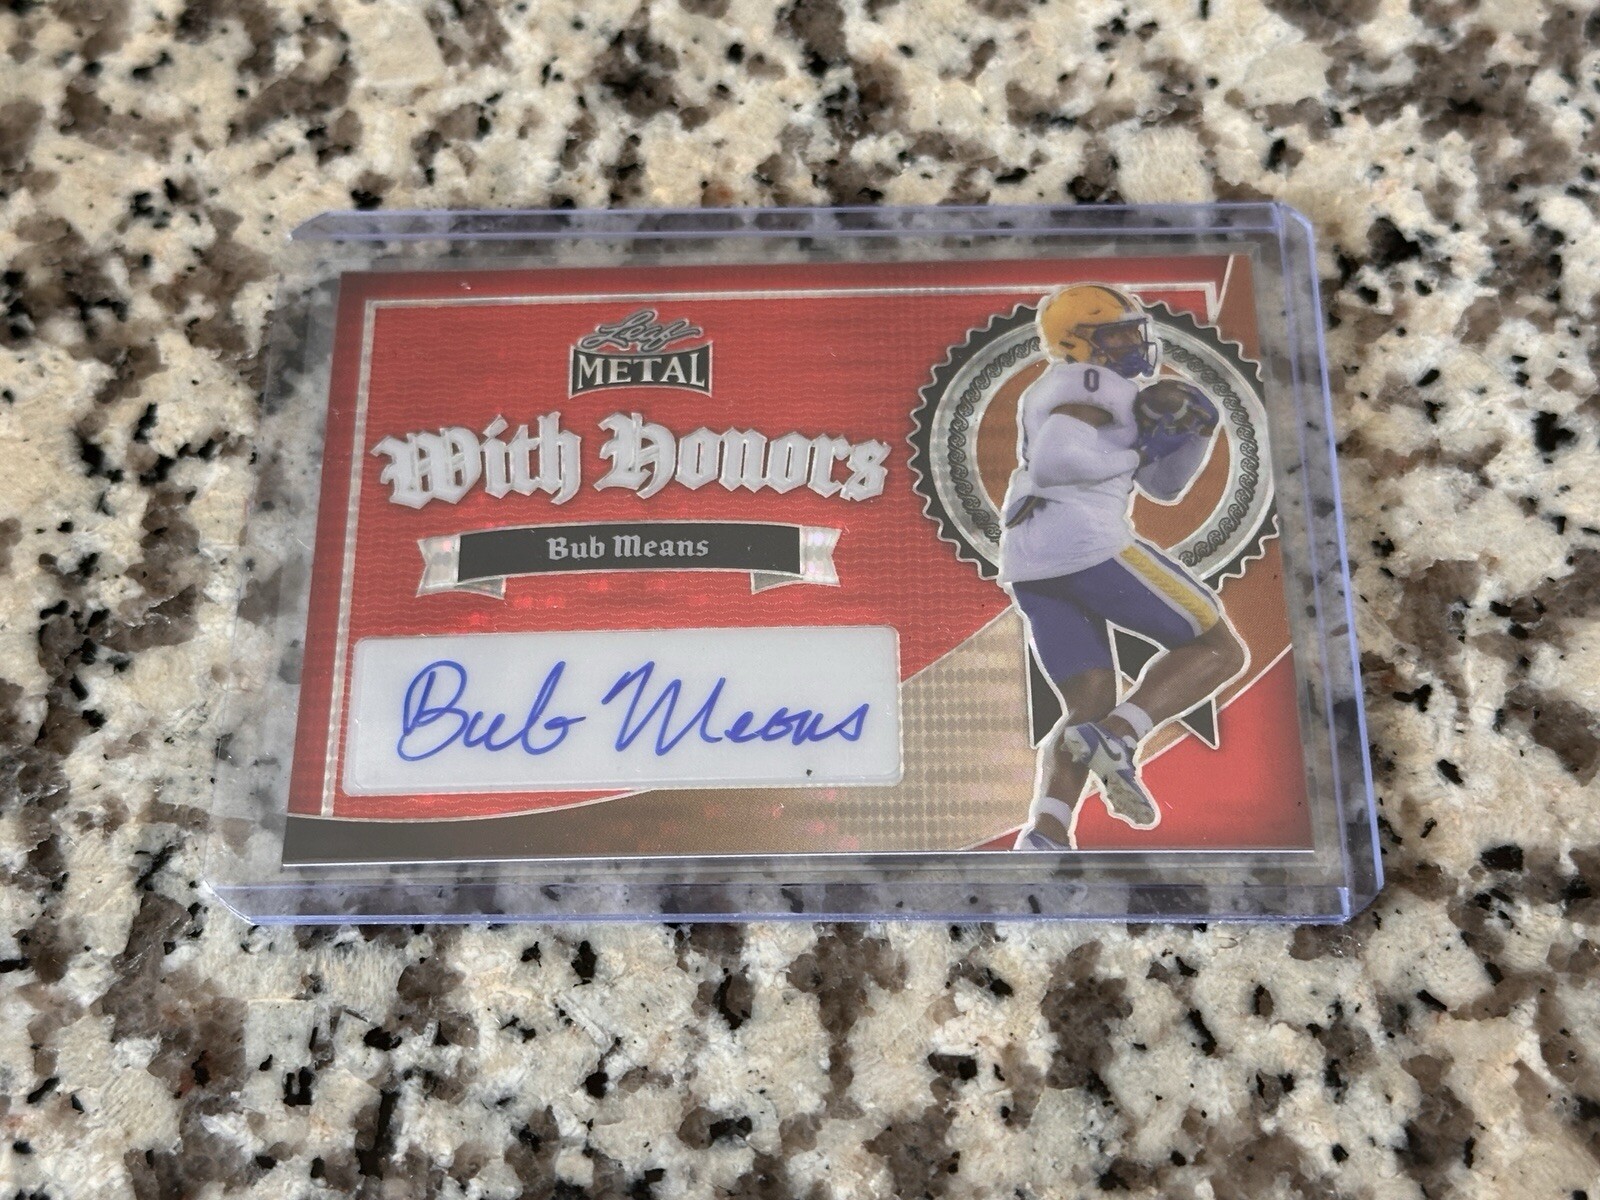 Leaf
METAL
With Honors
Bub Means
Bub Means
0